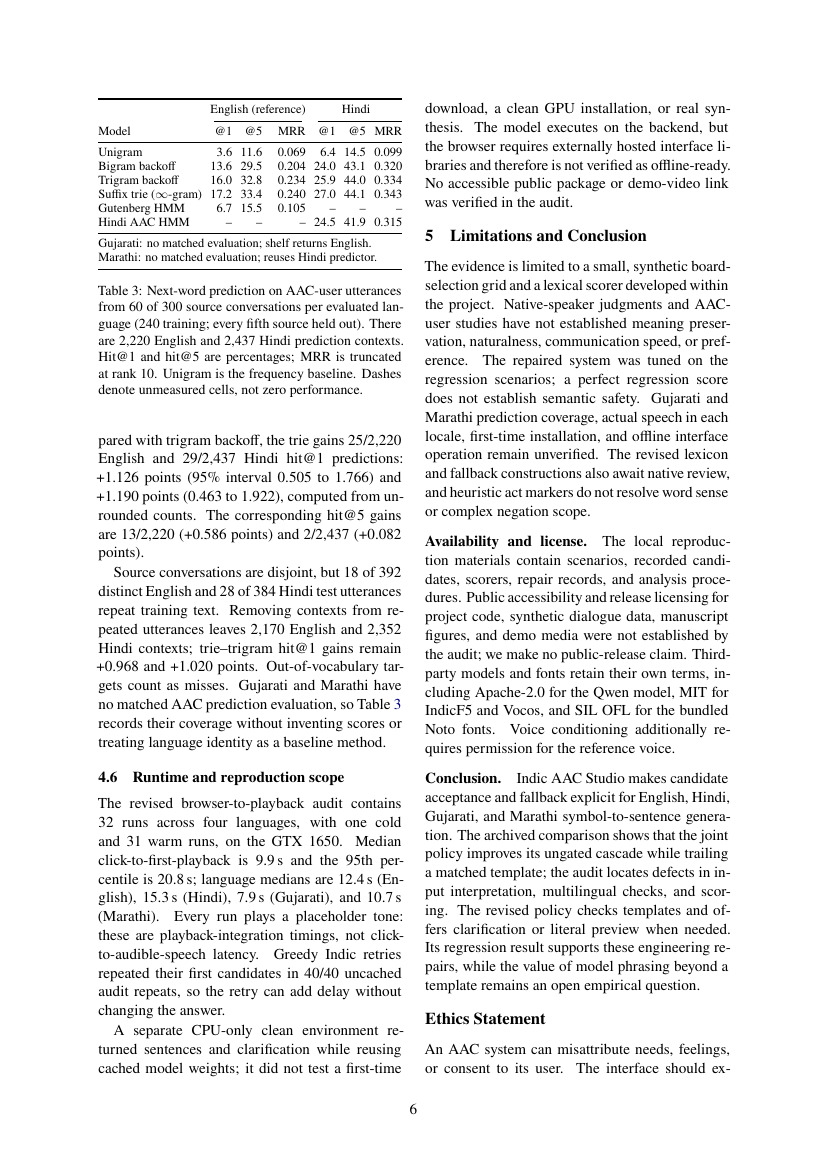 English (reference) Hindi
Model @1 @5 MRR @1 @5 MRR
Unigram 3.6 11.6 0.069 6.4 14.5 0.099
Bigram backoff 13.6 29.5 0.204 24.0 43.1 0.320
Trigram backoff 16.0 32.8 0.234 25.9 44.0 0.334
Suffix trie (∞-gram) 17.2 33.4 0.240 27.0 44.1 0.343
Gutenberg HMM 6.7 15.5 0.105 – – –
Hindi AAC HMM – – – 24.5 41.9 0.315
Gujarati: no matched evaluation; shelf returns English.
Marathi: no matched evaluation; reuses Hindi predictor.
Table 3: Next-word prediction on AAC-user utterances
from 60 of 300 source conversations per evaluated lan-
guage (240 training; every fifth source held out). There
are 2,220 English and 2,437 Hindi prediction contexts.
Hit@1 and hit@5 are percentages; MRR is truncated
at rank 10. Unigram is the frequency baseline. Dashes
denote unmeasured cells, not zero performance.
pared with trigram backoff, the trie gains 25/2,220
English and 29/2,437 Hindi hit@1 predictions:
+1.126 points (95% interval 0.505 to 1.766) and
+1.190 points (0.463 to 1.922), computed from un-
rounded counts. The corresponding hit@5 gains
are 13/2,220 (+0.586 points) and 2/2,437 (+0.082
points).
Source conversations are disjoint, but 18 of 392
distinct English and 28 of 384 Hindi test utterances
repeat training text. Removing contexts from re-
peated utterances leaves 2,170 English and 2,352
Hindi contexts; trie–trigram hit@1 gains remain
+0.968 and +1.020 points. Out-of-vocabulary tar-
gets count as misses. Gujarati and Marathi have
no matched AAC prediction evaluation, so Table 3
records their coverage without inventing scores or
treating language identity as a baseline method.
4.6 Runtime and reproduction scope
The revised browser-to-playback audit contains
32 runs across four languages, with one cold
and 31 warm runs, on the GTX 1650. Median
click-to-first-playback is 9.9 s and the 95th per-
centile is 20.8 s; language medians are 12.4 s (En-
glish), 15.3 s (Hindi), 7.9 s (Gujarati), and 10.7 s
(Marathi). Every run plays a placeholder tone:
these are playback-integration timings, not click-
to-audible-speech latency. Greedy Indic retries
repeated their first candidates in 40/40 uncached
audit repeats, so the retry can add delay without
changing the answer.
A separate CPU-only clean environment re-
turned sentences and clarification while reusing
cached model weights; it did not test a first-time
download, a clean GPU installation, or real syn-
thesis. The model executes on the backend, but
the browser requires externally hosted interface li-
braries and therefore is not verified as offline-ready.
No accessible public package or demo-video link
was verified in the audit.
5 Limitations and Conclusion
The evidence is limited to a small, synthetic board-
selection grid and a lexical scorer developed within
the project. Native-speaker judgments and AAC-
user studies have not established meaning preser-
vation, naturalness, communication speed, or pref-
erence. The repaired system was tuned on the
regression scenarios; a perfect regression score
does not establish semantic safety. Gujarati and
Marathi prediction coverage, actual speech in each
locale, first-time installation, and offline interface
operation remain unverified. The revised lexicon
and fallback constructions also await native review,
and heuristic act markers do not resolve word sense
or complex negation scope.
Availability and license. The local reproduc-
tion materials contain scenarios, recorded candi-
dates, scorers, repair records, and analysis proce-
dures. Public accessibility and release licensing for
project code, synthetic dialogue data, manuscript
figures, and demo media were not established by
the audit; we make no public-release claim. Third-
party models and fonts retain their own terms, in-
cluding Apache-2.0 for the Qwen model, MIT for
IndicF5 and Vocos, and SIL OFL for the bundled
Noto fonts. Voice conditioning additionally re-
quires permission for the reference voice.
Conclusion. Indic AAC Studio makes candidate
acceptance and fallback explicit for English, Hindi,
Gujarati, and Marathi symbol-to-sentence genera-
tion. The archived comparison shows that the joint
policy improves its ungated cascade while trailing
a matched template; the audit locates defects in in-
put interpretation, multilingual checks, and scor-
ing. The revised policy checks templates and of-
fers clarification or literal preview when needed.
Its regression result supports these engineering re-
pairs, while the value of model phrasing beyond a
template remains an open empirical question.
Ethics Statement
An AAC system can misattribute needs, feelings,
or consent to its user. The interface should ex-
6